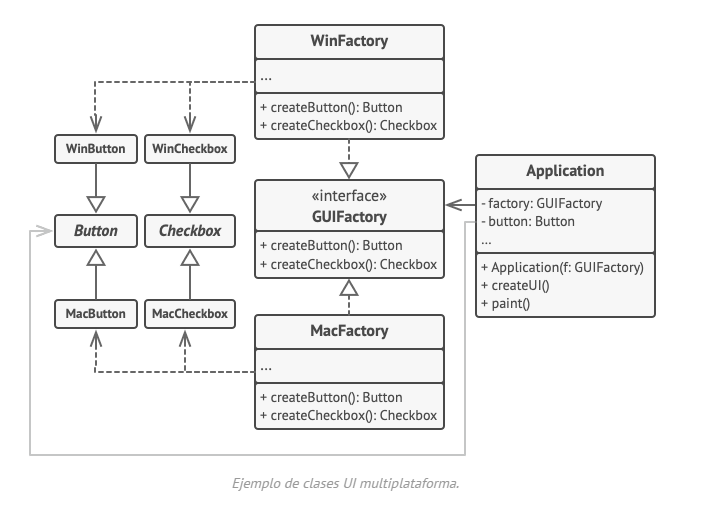 WinFactory
...
+ createButton(): Button
+ createCheckbox(): Checkbox
WinButton
WinCheckbox
Button
Checkbox
MacButton
MacCheckbox
«interface»
GUIFactory
+ createButton(): Button
+ createCheckbox(): Checkbox
Application
- factory: GUIFactory
- button: Button
...
+ Application(f: GUIFactory)
+ createUI()
+ paint()
MacFactory
...
+ createButton(): Button
+ createCheckbox(): Checkbox
Ejemplo de clases UI multiplataforma.